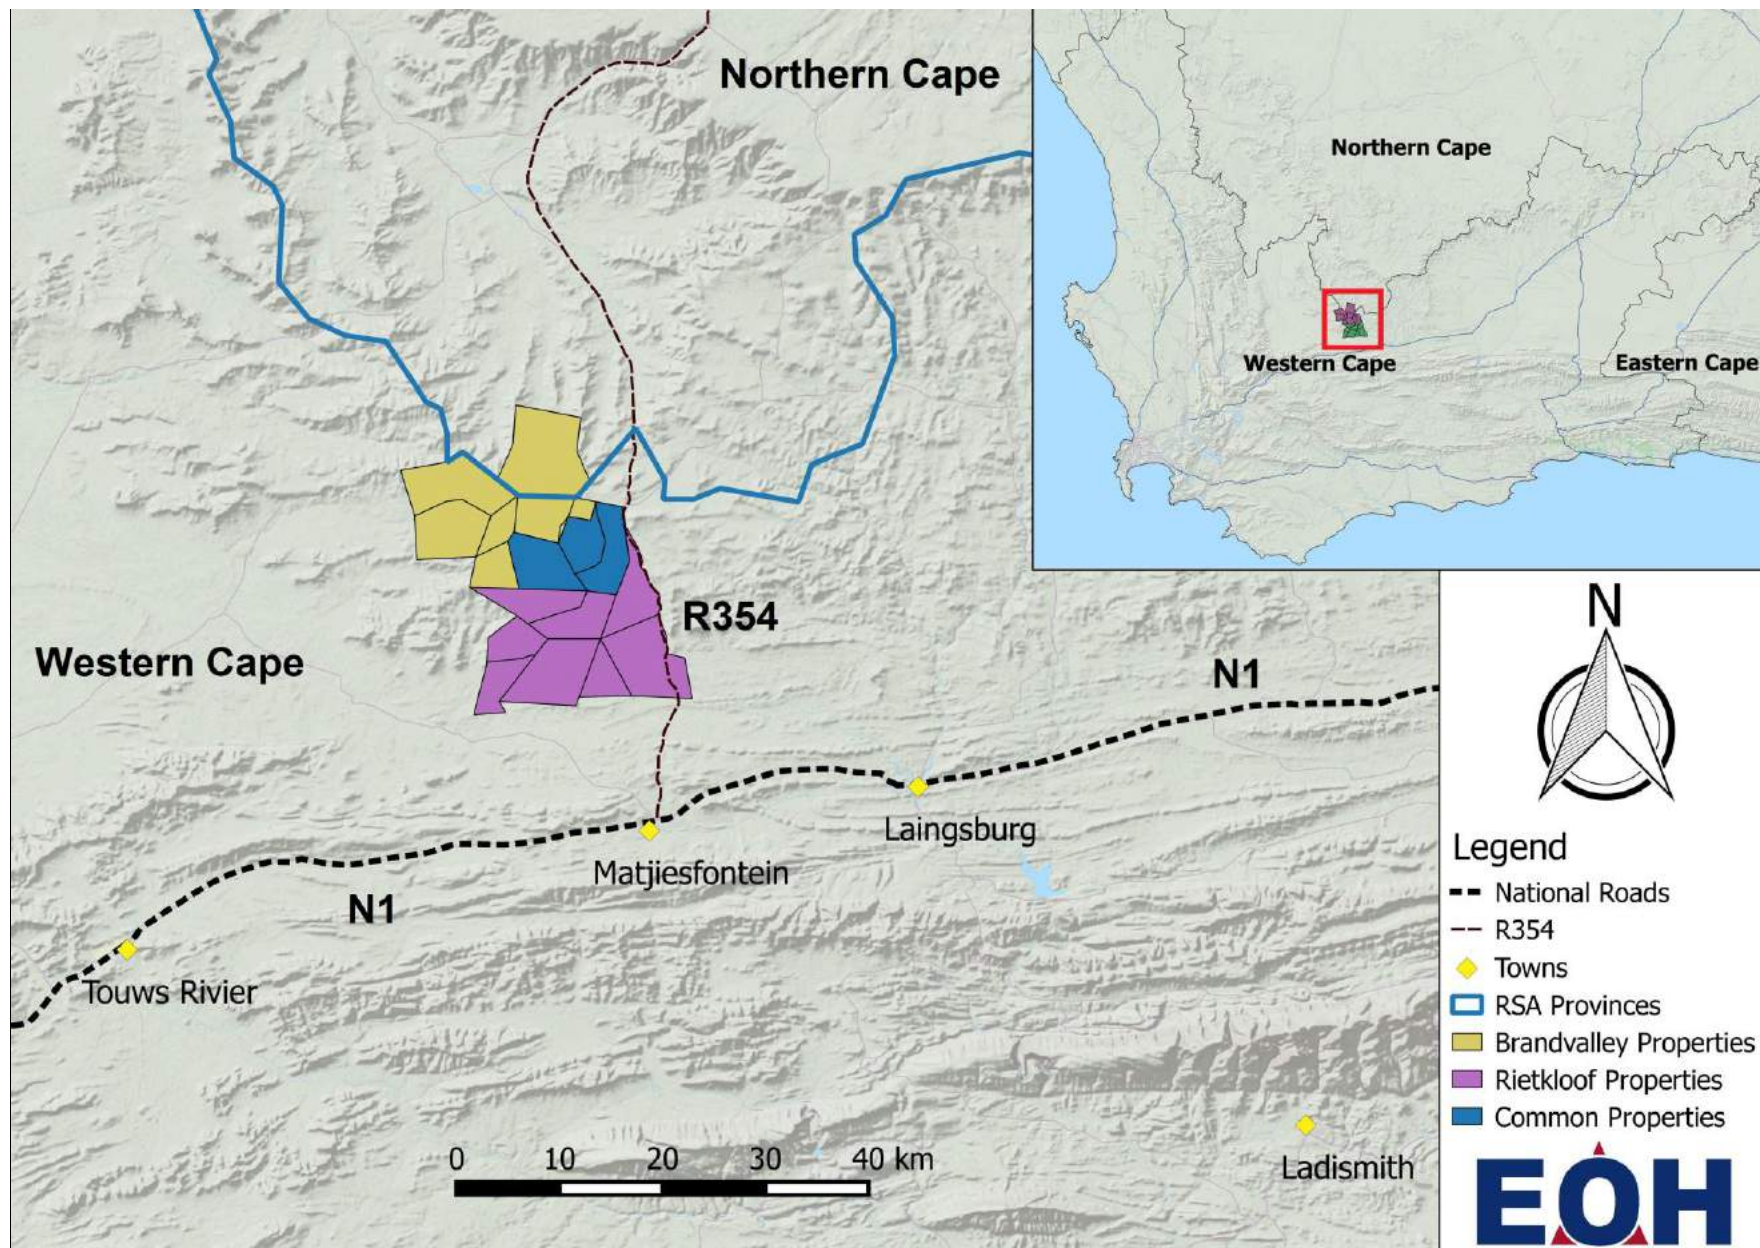 Northern Cape
Western Cape
R354
N1
N1
Touws Rivier
Matjiesfontein
Laingsburg
Ladismith
0 10 20 30 40 km
Northern Cape
Western Cape
Eastern Cape
N
Legend
National Roads
R354
Towns
RSA Provinces
Brandvalley Properties
Rietkloof Properties
Common Properties
EOH